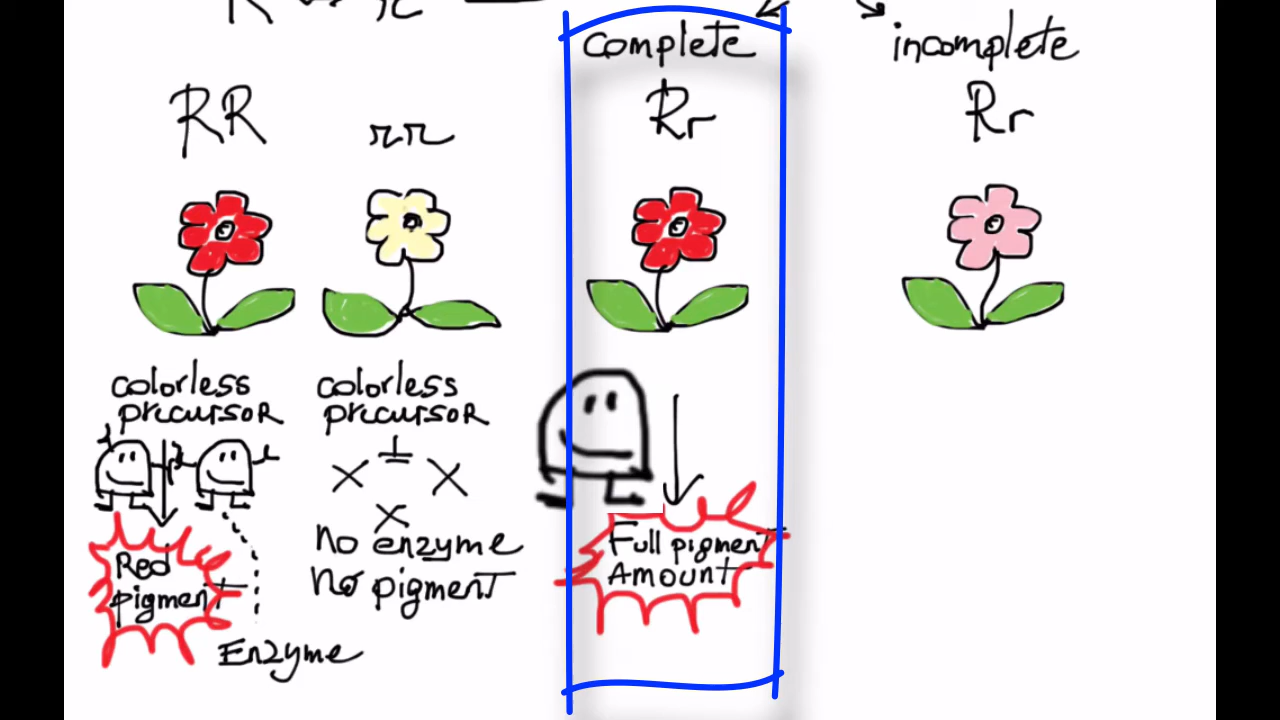 complete
incomplete
RR
rr
Rr
Rr
colorless
precursor
Red
pigment
Enzyme
colorless
precursor
No enzyme
No pigment
Full pigment
Amount